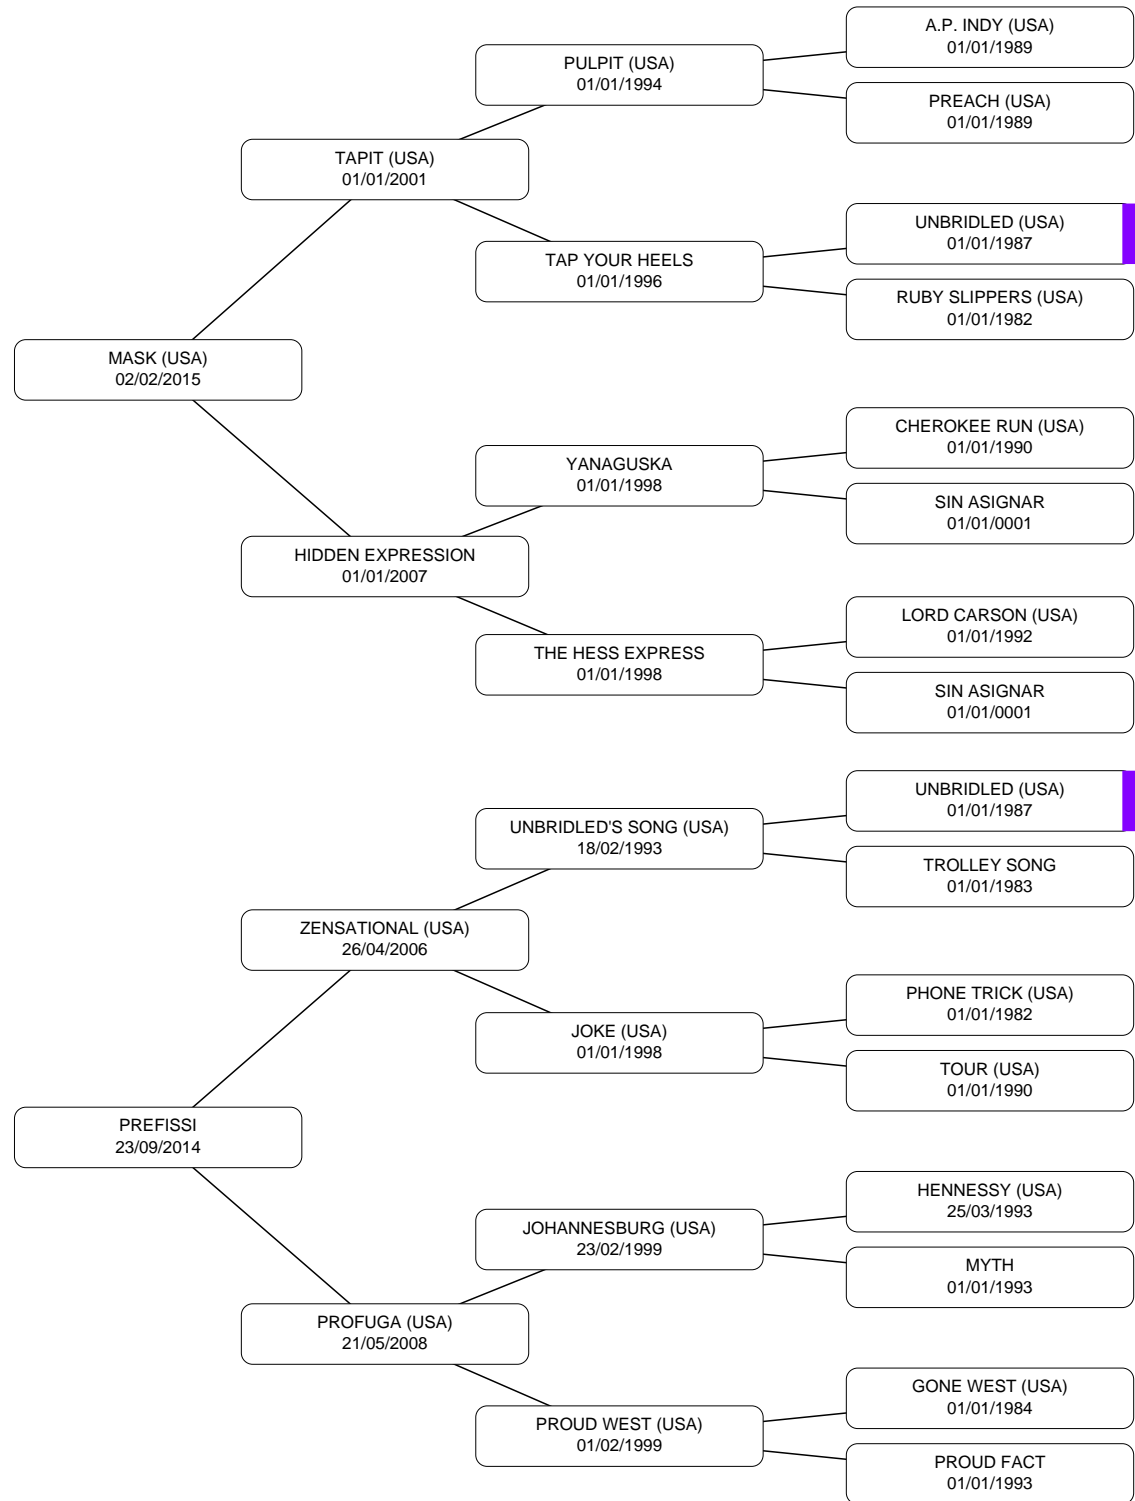 A.P. INDY (USA)
01/01/1989
PULPIT (USA)
01/01/1994
PREACH (USA)
01/01/1989
TAPIT (USA)
01/01/2001
UNBRIDLED (USA)
01/01/1987
TAP YOUR HEELS
01/01/1996
RUBY SLIPPERS (USA)
01/01/1982
MASK (USA)
02/02/2015
CHEROKEE RUN (USA)
01/01/1990
YANAGUSKA
01/01/1998
SIN ASIGNAR
01/01/0001
HIDDEN EXPRESSION
01/01/2007
LORD CARSON (USA)
01/01/1992
THE HESS EXPRESS
01/01/1998
SIN ASIGNAR
01/01/0001
UNBRIDLED (USA)
01/01/1987
UNBRIDLED'S SONG (USA)
18/02/1993
TROLLEY SONG
01/01/1983
ZENSATIONAL (USA)
26/04/2006
PHONE TRICK (USA)
01/01/1982
JOKE (USA)
01/01/1998
TOUR (USA)
01/01/1990
PREFISSI
23/09/2014
HENNESSY (USA)
25/03/1993
JOHANNESBURG (USA)
23/02/1999
MYTH
01/01/1993
PROFUGA (USA)
21/05/2008
GONE WEST (USA)
01/01/1984
PROUD WEST (USA)
01/02/1999
PROUD FACT
01/01/1993